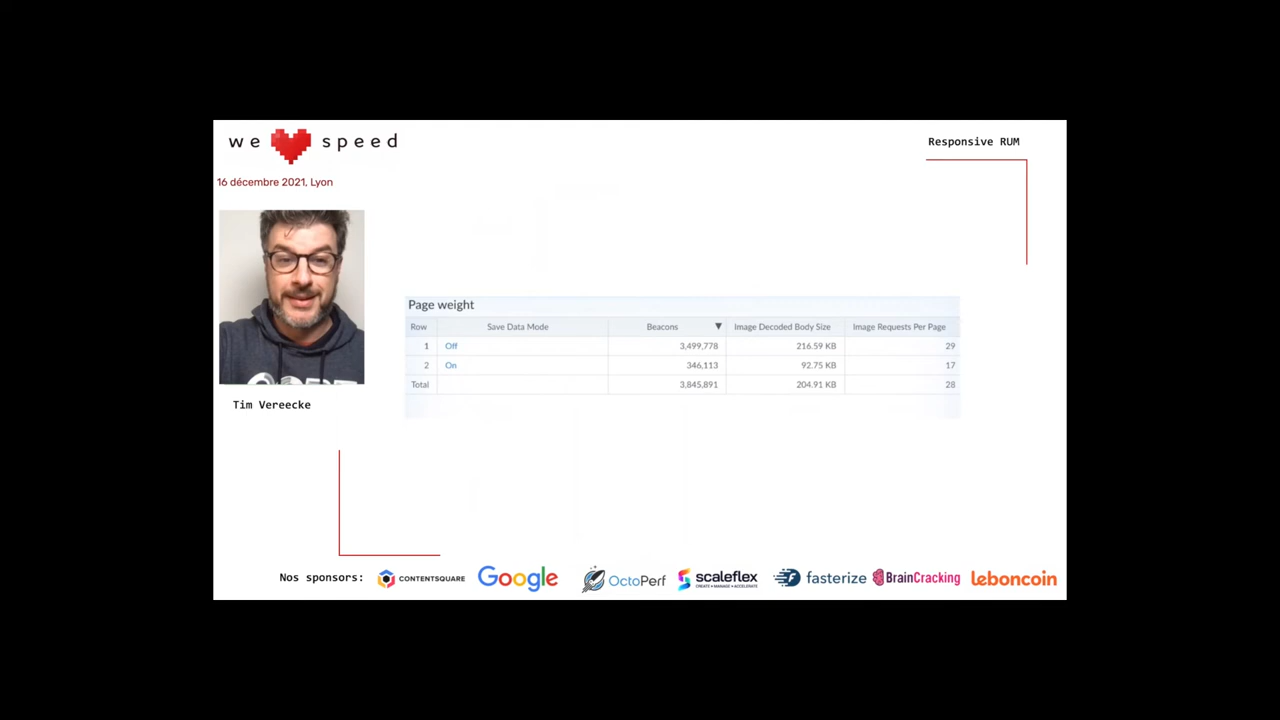 we speed
Responsive RUM
16 décembre 2021, Lyon
Tim Vereecke
Page weight
Row Save Data Mode Beacons ▼ Image Decoded Body Size Image Requests Per Page
1 Off 3,499,778 216.59 KB 29
2 On 346,113 92.75 KB 17
Total 3,845,891 204.91 KB 28
Nos sponsors: CONTENTSQUARE Google OctoPerf scaleflex fasterize BrainCracking leboncoin
CREATE • MANAGE • ACCELERATE